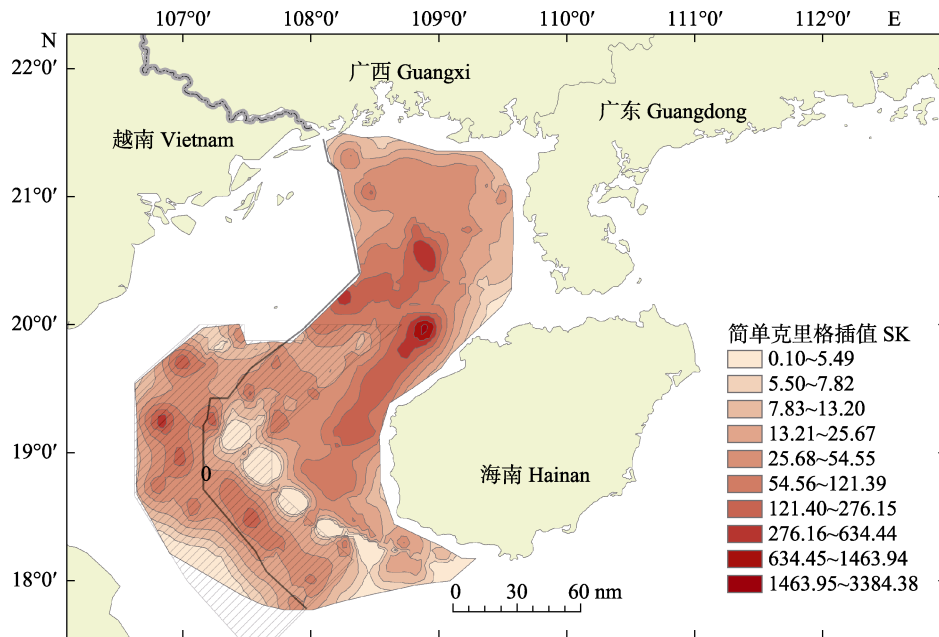 107°0′ 108°0′ 109°0′ 110°0′ 111°0′ 112°0′ E
N
22°0′
21°0′
20°0′
19°0′
18°0′
广西 Guangxi
广东 Guangdong
越南 Vietnam
海南 Hainan
0
简单克里格插值 SK
0.10~5.49
5.50~7.82
7.83~13.20
13.21~25.67
25.68~54.55
54.56~121.39
121.40~276.15
276.16~634.44
634.45~1463.94
1463.95~3384.38
0 30 60 nm